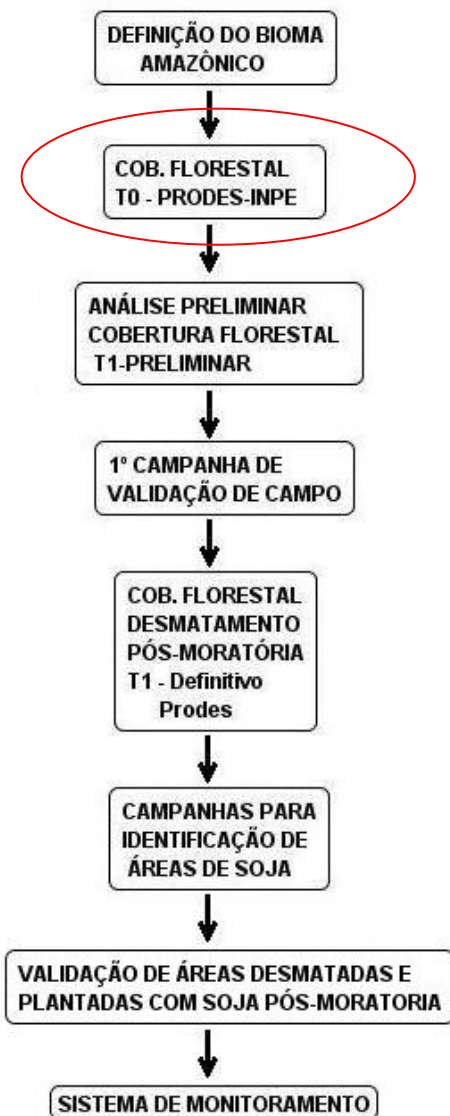 DEFINIÇÃO DO BIOMA
AMAZÔNICO
COB. FLORESTAL
T0 - PRODES-INPE
ANÁLISE PRELIMINAR
COBERTURA FLORESTAL
T1-PRELIMINAR
1º CAMPANHA DE
VALIDAÇÃO DE CAMPO
COB. FLORESTAL
DESMATAMENTO
PÓS-MORATÓRIA
T1 - Definitivo
Prodes
CAMPANHAS PARA
IDENTIFICAÇÃO DE
ÁREAS DE SOJA
VALIDAÇÃO DE ÁREAS DESMATADAS E
PLANTADAS COM SOJA PÓS-MORATORIA
SISTEMA DE MONITORAMENTO